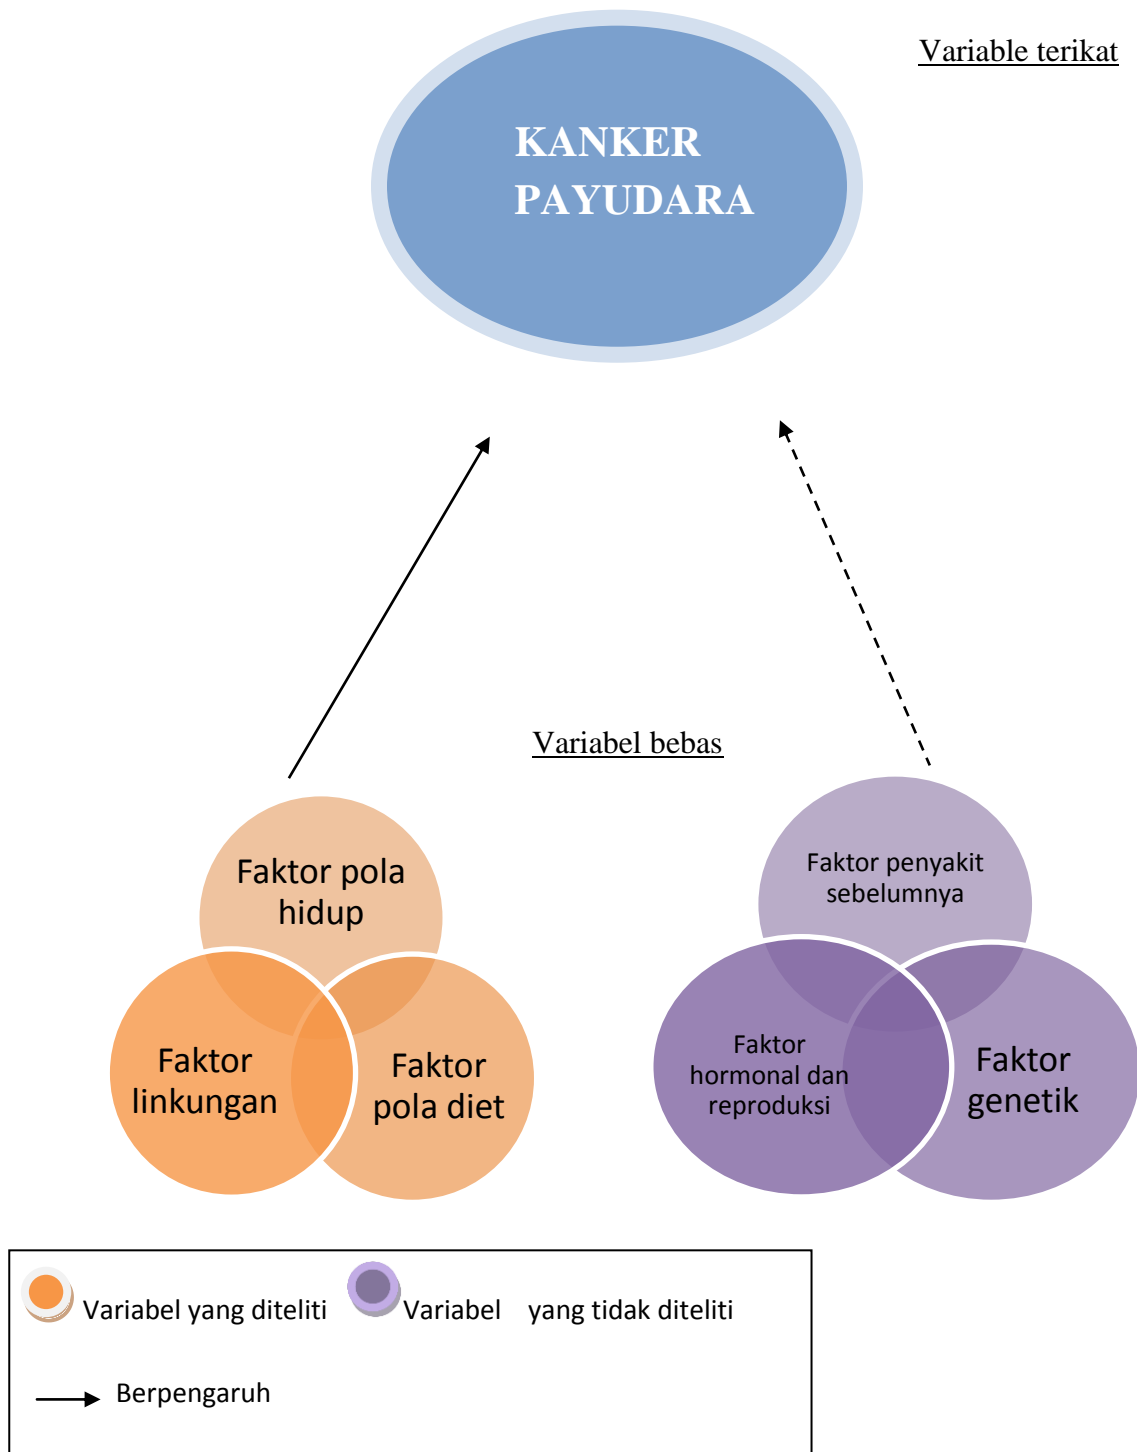 Variable terikat
KANKER
PAYUDARA
Variabel bebas
Faktor pola
hidup
Faktor
linkungan
Faktor
pola diet
Faktor penyakit
sebelumnya
Faktor
hormonal dan
reproduksi
Faktor
genetik
Variabel yang diteliti
Variabel yang tidak diteliti
Berpengaruh